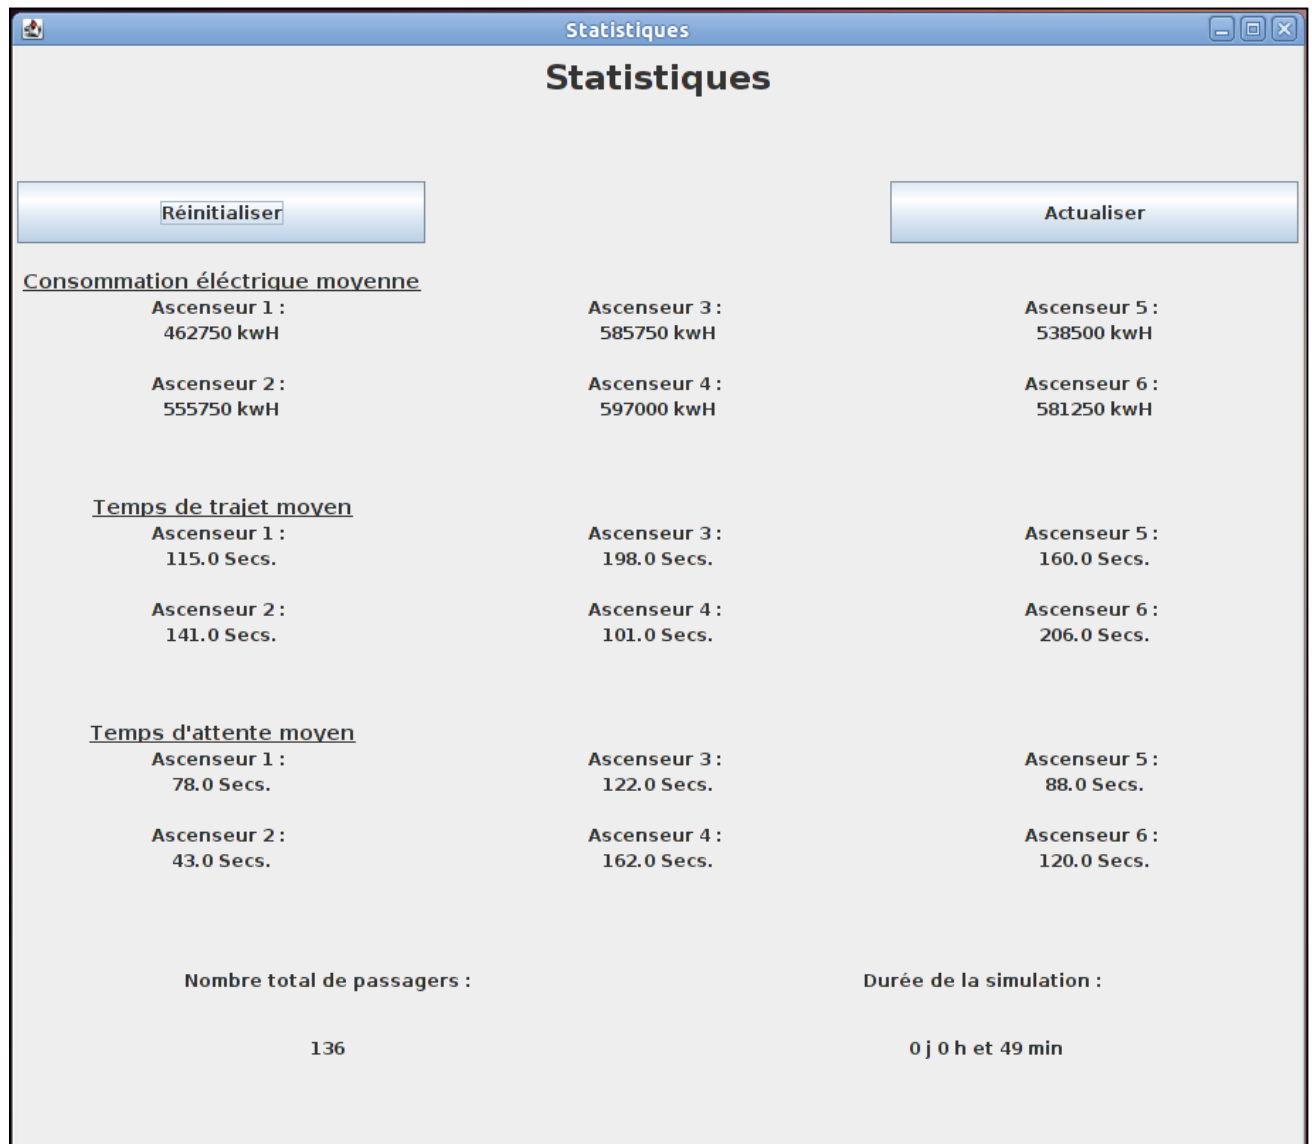 Statistiques
Statistiques
Réinitialiser Actualiser
Consommation éléctrique moyenne
Ascenseur 1 : Ascenseur 3 : Ascenseur 5 :
462750 kwH 585750 kwH 538500 kwH
Ascenseur 2 : Ascenseur 4 : Ascenseur 6 :
555750 kwH 597000 kwH 581250 kwH
Temps de trajet moyen
Ascenseur 1 : Ascenseur 3 : Ascenseur 5 :
115.0 Secs. 198.0 Secs. 160.0 Secs.
Ascenseur 2 : Ascenseur 4 : Ascenseur 6 :
141.0 Secs. 101.0 Secs. 206.0 Secs.
Temps d'attente moyen
Ascenseur 1 : Ascenseur 3 : Ascenseur 5 :
78.0 Secs. 122.0 Secs. 88.0 Secs.
Ascenseur 2 : Ascenseur 4 : Ascenseur 6 :
43.0 Secs. 162.0 Secs. 120.0 Secs.
Nombre total de passagers : Durée de la simulation :
136 0 j 0 h et 49 min